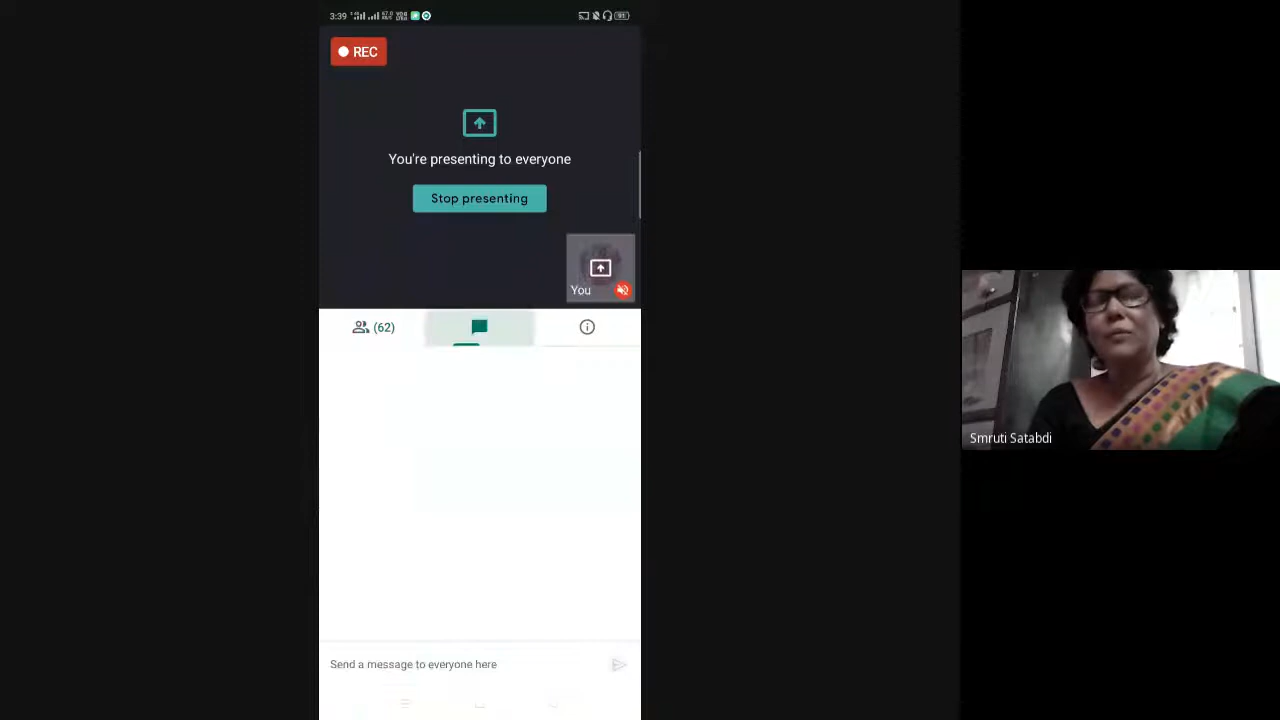 3:39
91
REC
You're presenting to everyone
Stop presenting
You
(62)
Smruti Satabdi
Send a message to everyone here